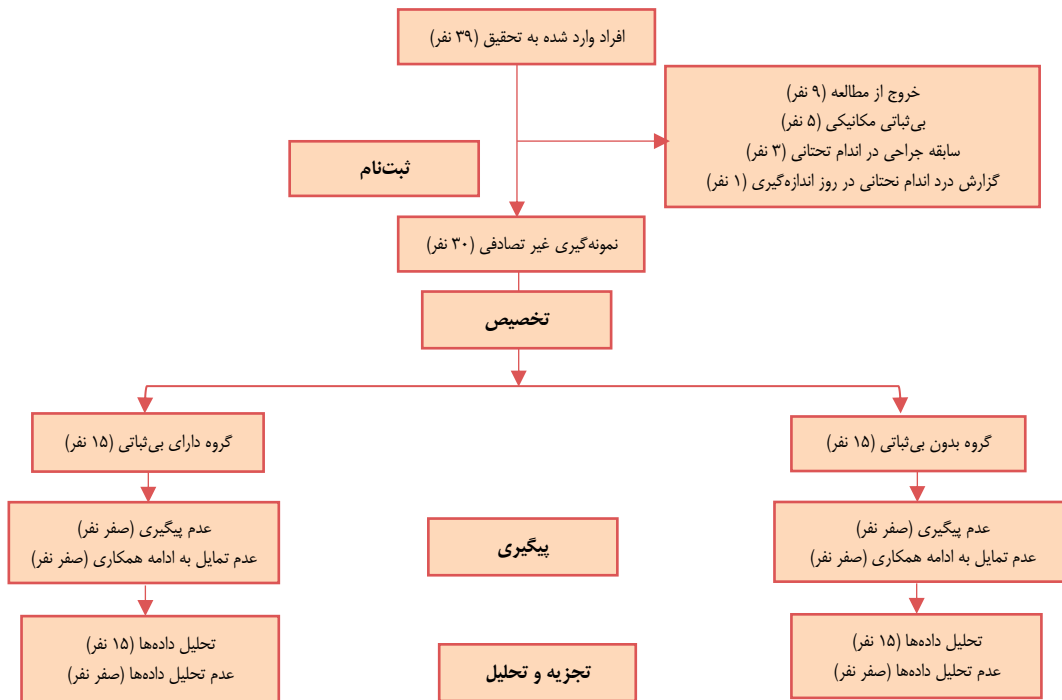 افراد وارد شده به تحقیق (۳۹ نفر)
خروج از مطالعه (۹ نفر)
بی‌ثباتی مکانیکی (۵ نفر)
سابقه جراحی در اندام تحتانی (۳ نفر)
گزارش درد اندام نحتانی در روز اندازه‌گیری (۱ نفر)
ثبت‌نام
نمونه‌گیری غیر تصادفی (۳۰ نفر)
تخصیص
گروه بدون بی‌ثباتی (۱۵ نفر)
گروه دارای بی‌ثباتی (۱۵ نفر)
عدم پیگیری (صفر نفر)
عدم تمایل به ادامه همکاری (صفر نفر)
پیگیری
عدم پیگیری (صفر نفر)
عدم تمایل به ادامه همکاری (صفر نفر)
تحلیل داده‌ها (۱۵ نفر)
عدم تحلیل داده‌ها (صفر نفر)
تجزیه و تحلیل
تحلیل داده‌ها (۱۵ نفر)
عدم تحلیل داده‌ها (صفر نفر)